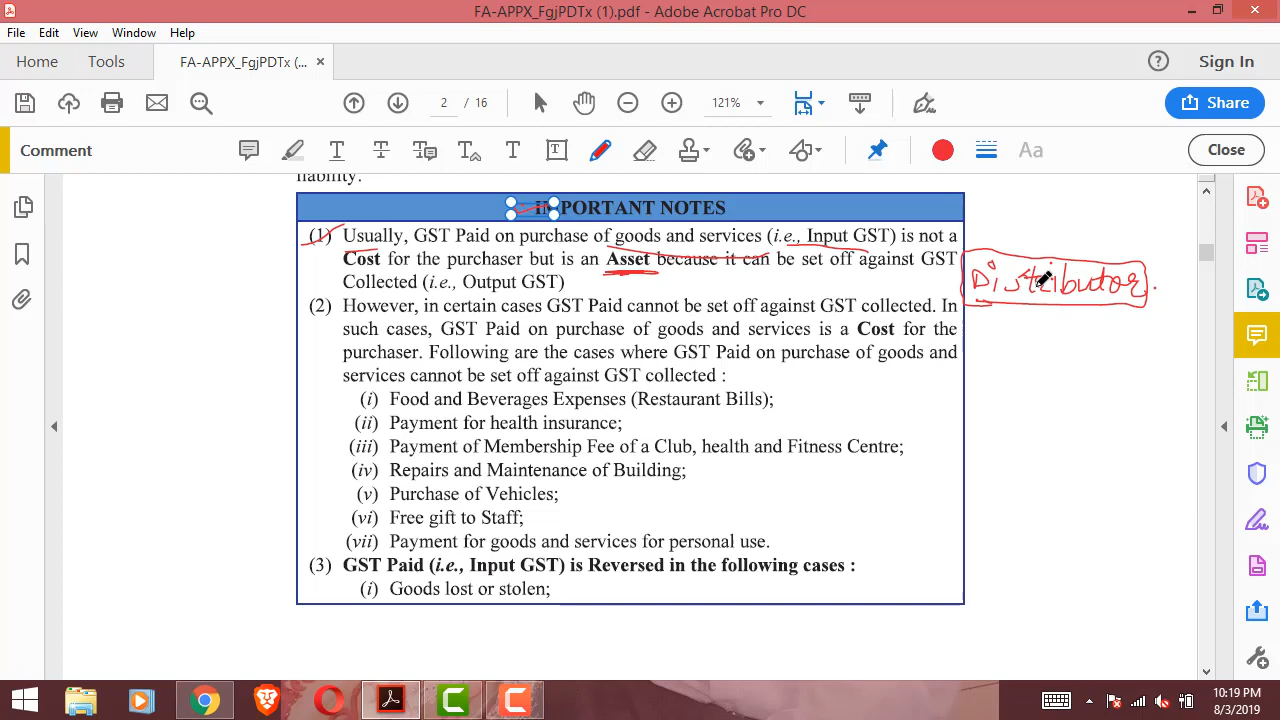 FA-APPX_FgjPDTx (1).pdf - Adobe Acrobat Pro DC
File Edit View Window Help
Home Tools FA-APPX_FgjPDTx (... × Sign In
2 / 16 121% Share
Comment Close
liability.
IMPORTANT NOTES
(1) Usually, GST Paid on purchase of goods and services (i.e., Input GST) is not a
Cost for the purchaser but is an Asset because it can be set off against GST
Collected (i.e., Output GST)
Distributor.
(2) However, in certain cases GST Paid cannot be set off against GST collected. In
such cases, GST Paid on purchase of goods and services is a Cost for the
purchaser. Following are the cases where GST Paid on purchase of goods and
services cannot be set off against GST collected :
(i) Food and Beverages Expenses (Restaurant Bills);
(ii) Payment for health insurance;
(iii) Payment of Membership Fee of a Club, health and Fitness Centre;
(iv) Repairs and Maintenance of Building;
(v) Purchase of Vehicles;
(vi) Free gift to Staff;
(vii) Payment for goods and services for personal use.
(3) GST Paid (i.e., Input GST) is Reversed in the following cases :
(i) Goods lost or stolen;
10:19 PM
8/3/2019